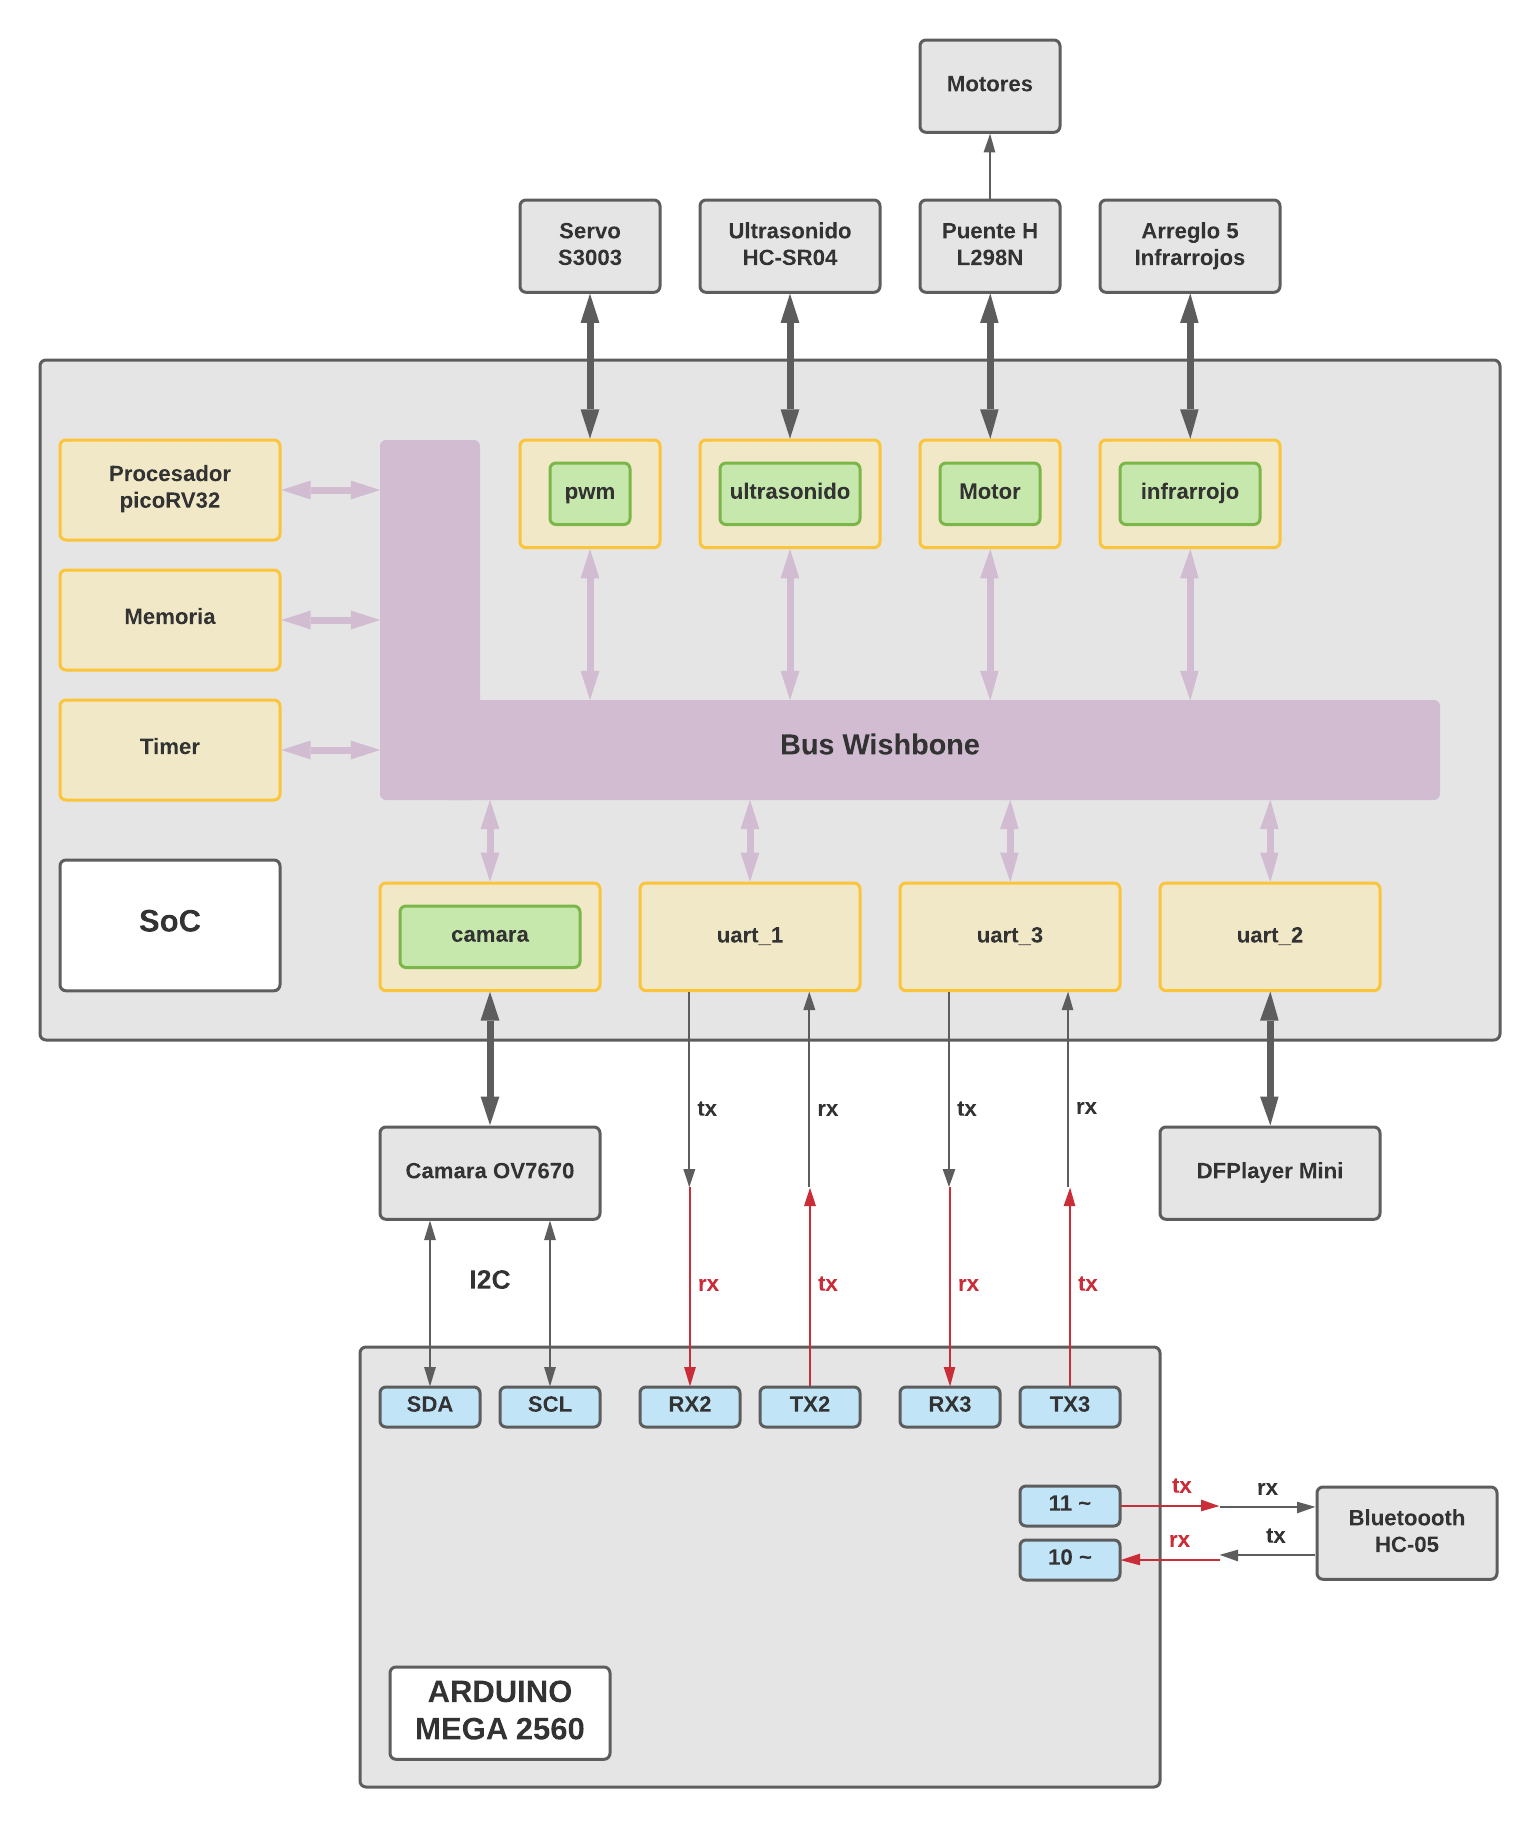 Motores
Servo
S3003
Ultrasonido
HC-SR04
Puente H
L298N
Arreglo 5
Infrarrojos
Procesador
picoRV32
pwm
ultrasonido
Motor
infrarrojo
Memoria
Timer
Bus Wishbone
SoC
camara
uart_1
uart_3
uart_2
tx
rx
tx
rx
Camara OV7670
DFPlayer Mini
I2C
rx
tx
rx
tx
SDA
SCL
RX2
TX2
RX3
TX3
11 ~
tx
rx
10 ~
rx
tx
Bluetoooth
HC-05
ARDUINO
MEGA 2560